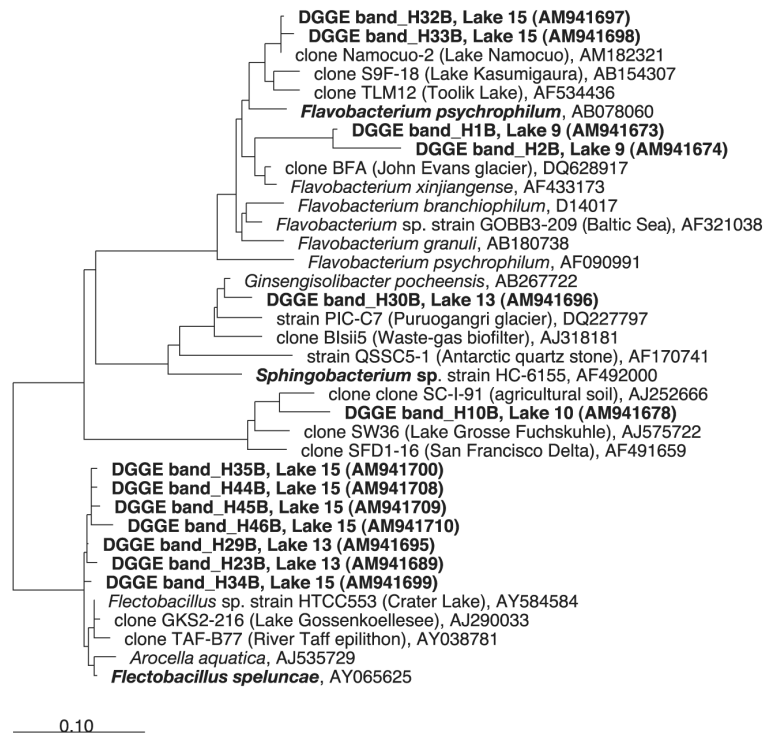 DGGE band_H32B, Lake 15 (AM941697)
DGGE band_H33B, Lake 15 (AM941698)
clone Namocuo-2 (Lake Namocuo), AM182321
clone S9F-18 (Lake Kasumigaura), AB154307
clone TLM12 (Toolik Lake), AF534436
Flavobacterium psychrophilum, AB078060
DGGE band_H1B, Lake 9 (AM941673)
DGGE band_H2B, Lake 9 (AM941674)
clone BFA (John Evans glacier), DQ628917
Flavobacterium xinjiangense, AF433173
Flavobacterium branchiophilum, D14017
Flavobacterium sp. strain GOBB3-209 (Baltic Sea), AF321038
Flavobacterium granuli, AB180738
Flavobacterium psychrophilum, AF090991
Ginsengisolibacter pocheensis, AB267722
DGGE band_H30B, Lake 13 (AM941696)
strain PIC-C7 (Puruogangri glacier), DQ227797
clone BIsii5 (Waste-gas biofilter), AJ318181
strain QSSC5-1 (Antarctic quartz stone), AF170741
Sphingobacterium sp. strain HC-6155, AF492000
clone clone SC-I-91 (agricultural soil), AJ252666
DGGE band_H10B, Lake 10 (AM941678)
clone SW36 (Lake Grosse Fuchskuhle), AJ575722
clone SFD1-16 (San Francisco Delta), AF491659
DGGE band_H35B, Lake 15 (AM941700)
DGGE band_H44B, Lake 15 (AM941708)
DGGE band_H45B, Lake 15 (AM941709)
DGGE band_H46B, Lake 15 (AM941710)
DGGE band_H29B, Lake 13 (AM941695)
DGGE band_H23B, Lake 13 (AM941689)
DGGE band_H34B, Lake 15 (AM941699)
Flectobacillus sp. strain HTCC553 (Crater Lake), AY584584
clone GKS2-216 (Lake Gossenkoellesee), AJ290033
clone TAF-B77 (River Taff epilithon), AY038781
Arocella aquatica, AJ535729
Flectobacillus speluncae, AY065625
0.10